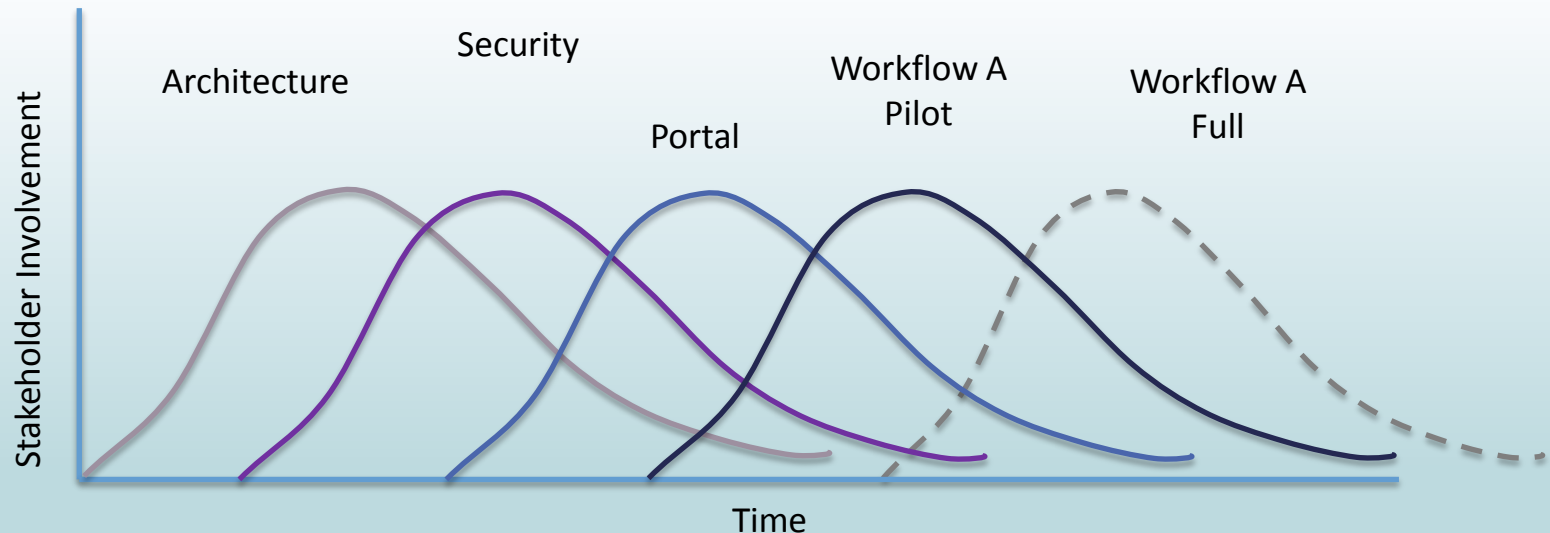 Security
Architecture
Workflow A
Pilot
Workflow A
Full
Portal
Stakeholder Involvement
Time